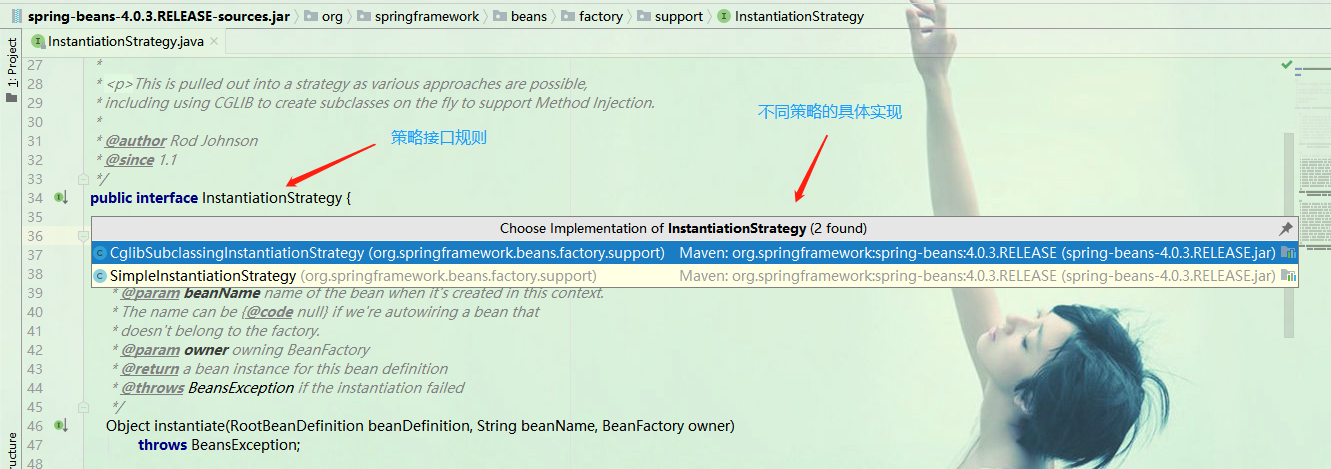 spring-beans-4.0.3.RELEASE-sources.jar org springframework beans factory support InstantiationStrategy
1: Project
InstantiationStrategy.java
27 *
28 * <p>This is pulled out into a strategy as various approaches are possible,
29 * including using CGLIB to create subclasses on the fly to support Method Injection.
30 *
不同策略的具体实现
31 * @author Rod Johnson
策略接口规则
32 * @since 1.1
33 */
34 public interface InstantiationStrategy {
35
Choose Implementation of InstantiationStrategy (2 found)
36
37 CglibSubclassingInstantiationStrategy (org.springframework.beans.factory.support) Maven: org.springframework:spring-beans:4.0.3.RELEASE (spring-beans-4.0.3.RELEASE.jar)
38 SimpleInstantiationStrategy (org.springframework.beans.factory.support) Maven: org.springframework:spring-beans:4.0.3.RELEASE (spring-beans-4.0.3.RELEASE.jar)
39 * @param beanName name of the bean when it's created in this context.
40 * The name can be {@code null} if we're autowiring a bean that
41 * doesn't belong to the factory.
42 * @param owner owning BeanFactory
43 * @return a bean instance for this bean definition
44 * @throws BeansException if the instantiation failed
45 */
46 Object instantiate(RootBeanDefinition beanDefinition, String beanName, BeanFactory owner)
47 throws BeansException;
48